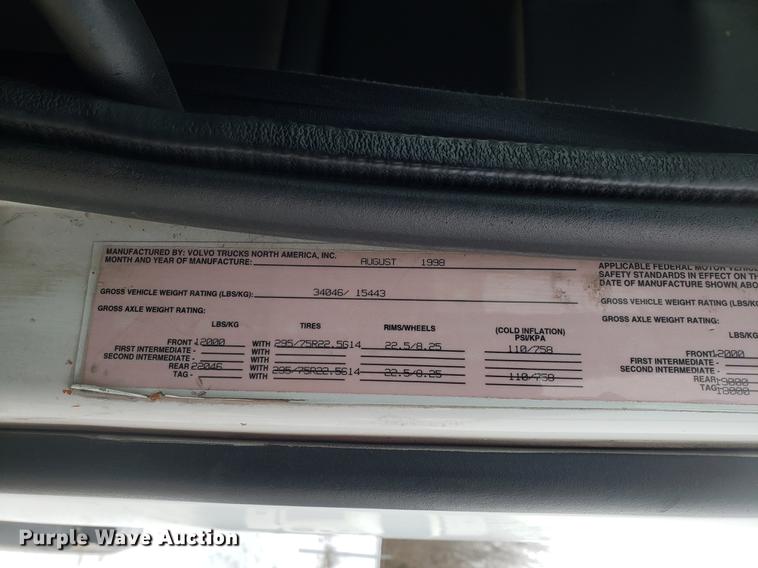 MANUFACTURED BY: VOLVO TRUCKS NORTH AMERICA, INC.
MONTH AND YEAR OF MANUFACTURE: AUGUST 1998
GROSS VEHICLE WEIGHT RATING (LBS/KG): 34046/ 15443
GROSS AXLE WEIGHT RATING:
LBS/KG TIRES RIMS/WHEELS (COLD INFLATION) PSI/KPA
FRONT 12000 WITH 295/75R22.5G14 22.5/8.25 110/758
FIRST INTERMEDIATE - WITH
SECOND INTERMEDIATE - WITH
REAR 22046 WITH 295/75R22.5G14 22.5/8.25 110/758
TAG - WITH
APPLICABLE FEDERAL MOTOR VEHIC
SAFETY STANDARDS IN EFFECT ON
DATE OF MANUFACTURE SHOWN ABO
GROSS VEHICLE WEIGHT RATING (LBS/KG)
GROSS AXLE WEIGHT RATING:
LBS/K
FRONT 12000
FIRST INTERMEDIATE -
SECOND INTERMEDIATE -
REAR 19000
TAG 18000
Purple Wave Auction